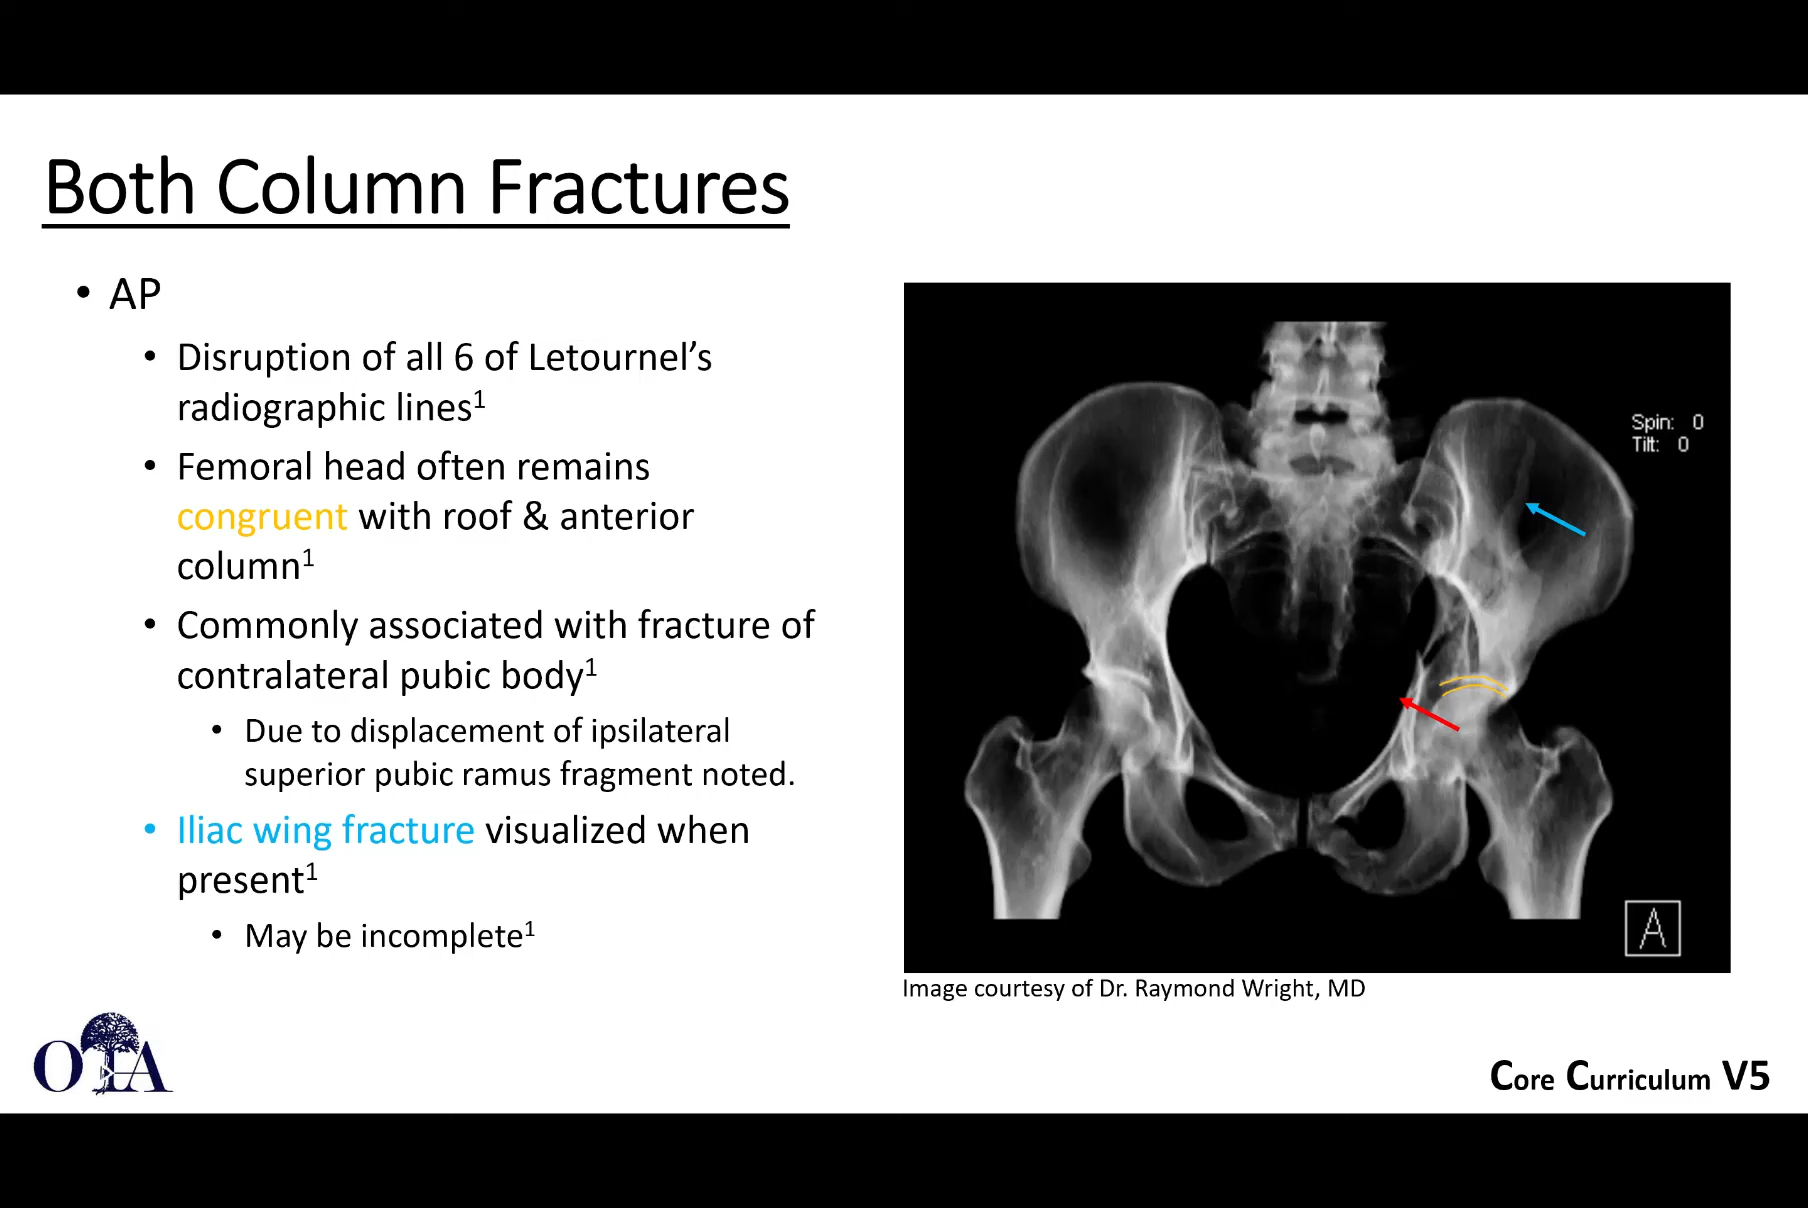 Both Column Fractures
• AP
• Disruption of all 6 of Letournel’s
radiographic lines1
• Femoral head often remains
congruent with roof & anterior
column1
• Commonly associated with fracture of
contralateral pubic body1
• Due to displacement of ipsilateral
superior pubic ramus fragment noted.
• Iliac wing fracture visualized when
present1
• May be incomplete1
Spin: 0
Tilt: 0
A
Image courtesy of Dr. Raymond Wright, MD
OTA
Core Curriculum V5